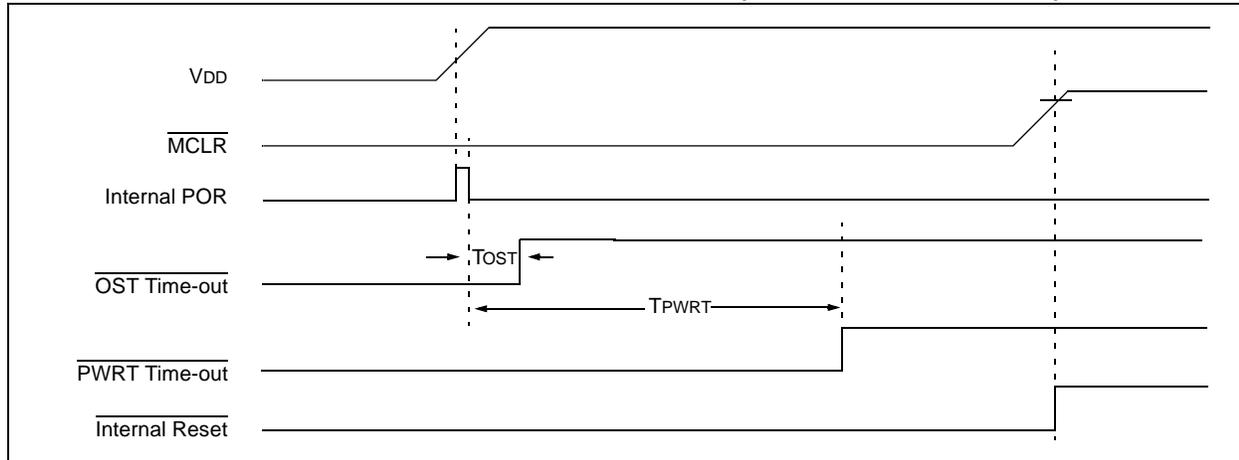 VDD
MCLR
Internal POR
TOST
OST Time-out
TPWRT
PWRT Time-out
Internal Reset